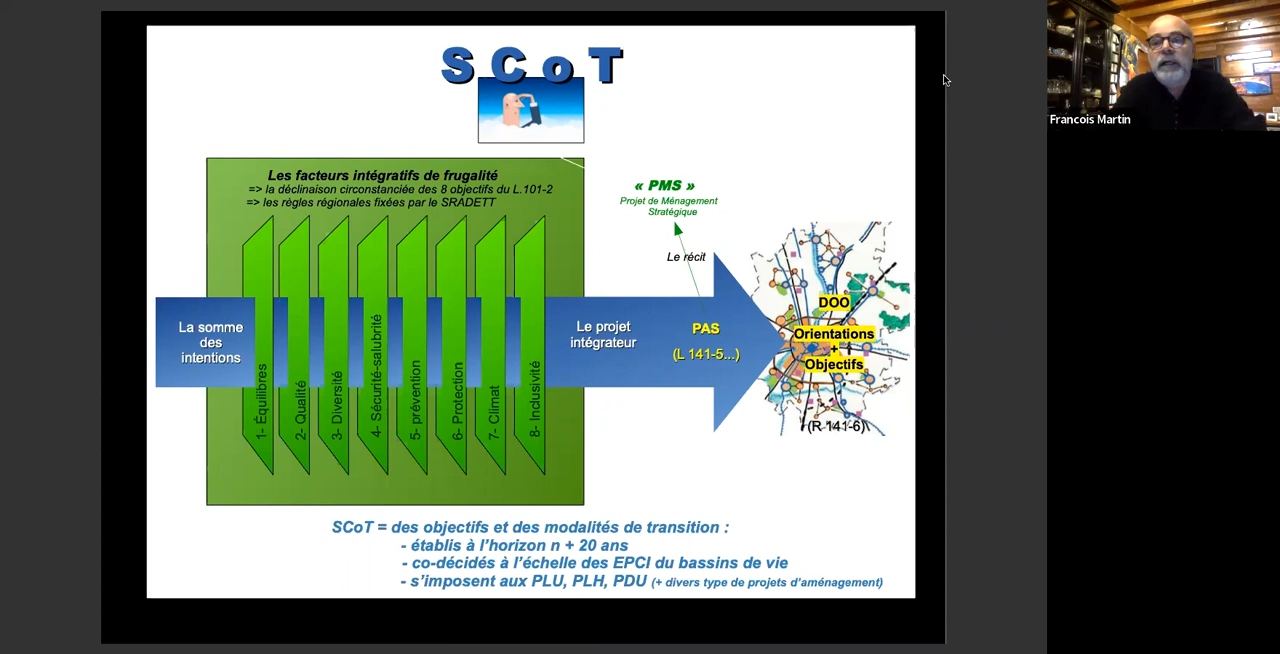 SCoT
Francois Martin
Les facteurs intégratifs de frugalité
=> la déclinaison circonstanciée des 8 objectifs du L.101-2
=> les règles régionales fixées par le SRADETT
« PMS »
Projet de Ménagement
Stratégique
Le récit
La somme
des
intentions
1- Équilibres
2- Qualité
3- Diversité
4- Sécurité-salubrité
5- prévention
6- Protection
7- Climat
8- Inclusivité
Le projet
intégrateur
PAS
(L 141-5...)
DOO
Orientations
+
Objectifs
(R 141-6)
SCoT = des objectifs et des modalités de transition :
- établis à l'horizon n + 20 ans
- co-décidés à l'échelle des EPCI du bassins de vie
- s'imposent aux PLU, PLH, PDU (+ divers type de projets d'aménagement)